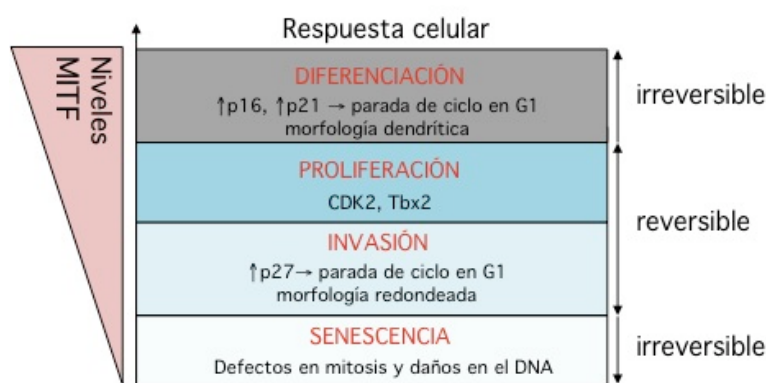 Respuesta celular
Niveles
MITF
DIFERENCIACIÓN
↑p16, ↑p21 → parada de ciclo en G1
morfología dendrítica
irreversible
PROLIFERACIÓN
CDK2, Tbx2
reversible
INVASIÓN
↑p27→ parada de ciclo en G1
morfología redondeada
SENESCENCIA
Defectos en mitosis y daños en el DNA
irreversible